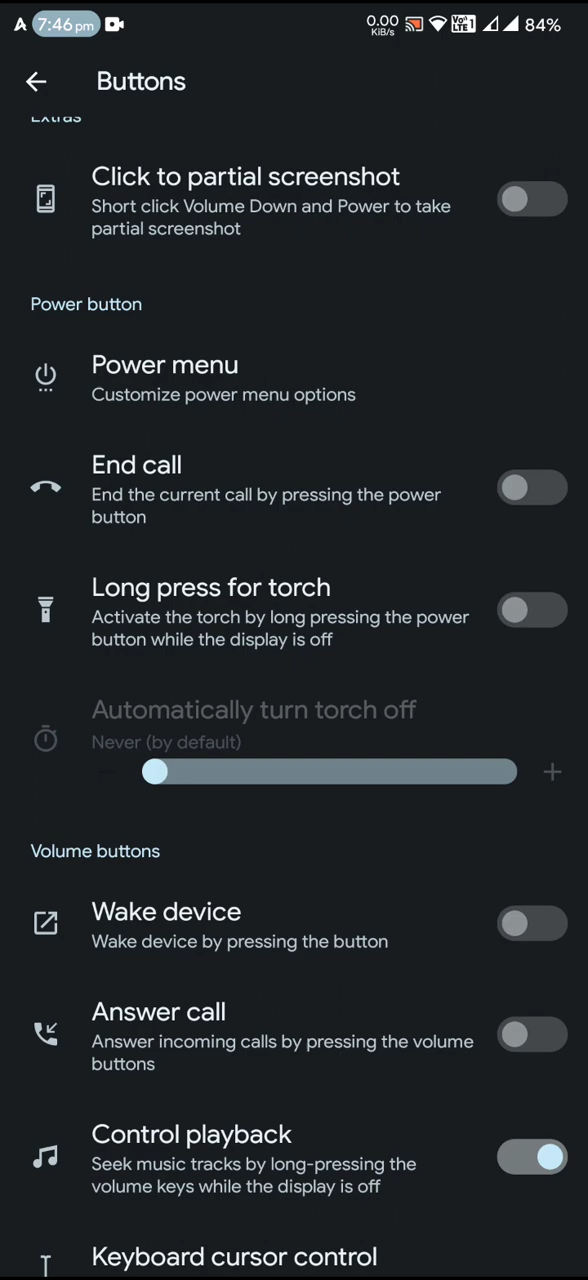 A 7:46 pm 0.00 KiB/s Vo) LTE 1 84%
Buttons
Extras
Click to partial screenshot
Short click Volume Down and Power to take
partial screenshot
Power button
Power menu
Customize power menu options
End call
End the current call by pressing the power
button
Long press for torch
Activate the torch by long pressing the power
button while the display is off
Automatically turn torch off
Never (by default)
Volume buttons
Wake device
Wake device by pressing the button
Answer call
Answer incoming calls by pressing the volume
buttons
Control playback
Seek music tracks by long-pressing the
volume keys while the display is off
Keyboard cursor control